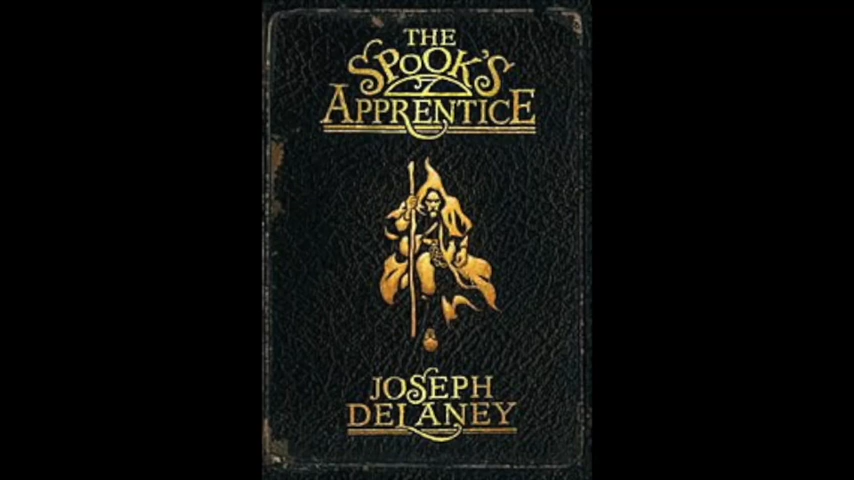 THE
SPOOK'S
APPRENTICE
JOSEPH
DELANEY